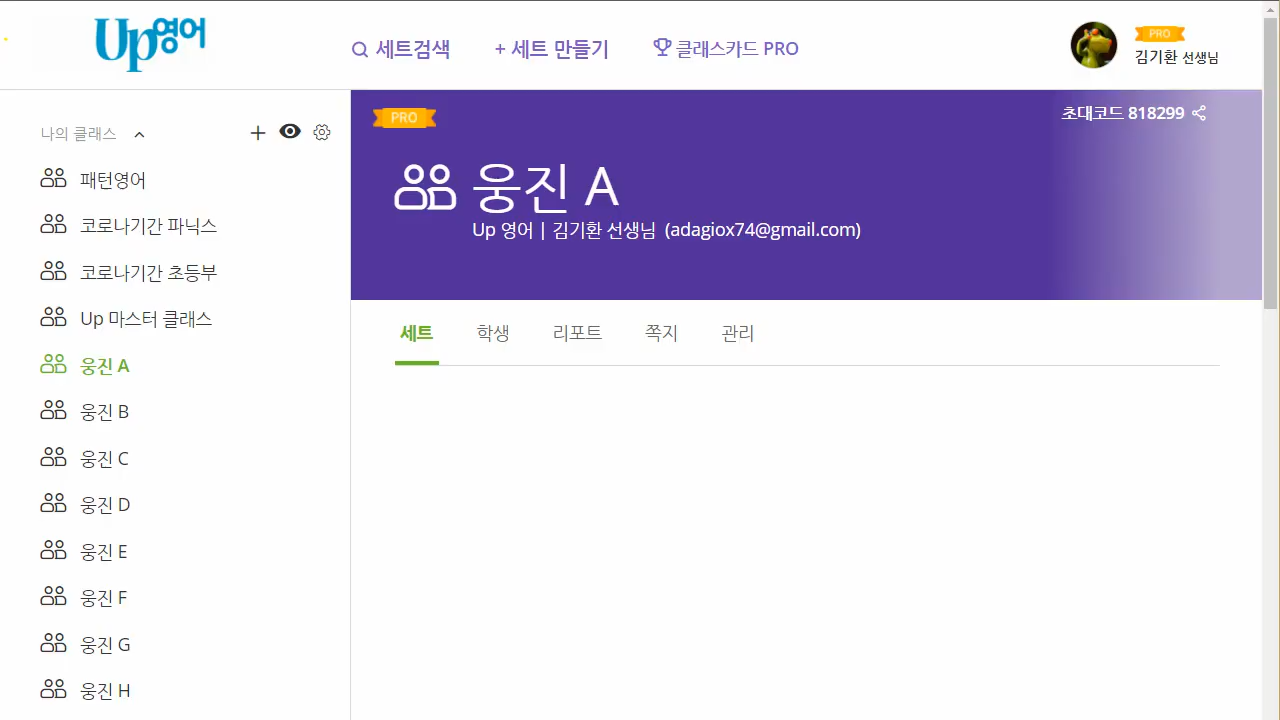 Up영어
세트검색
+ 세트 만들기
클래스카드 PRO
PRO
김기환 선생님
나의 클래스
패턴영어
코로나기간 파닉스
코로나기간 초등부
Up 마스터 클래스
웅진 A
웅진 B
웅진 C
웅진 D
웅진 E
웅진 F
웅진 G
웅진 H
PRO
초대코드 818299
웅진 A
Up 영어 | 김기환 선생님 (adagiox74@gmail.com)
세트 학생 리포트 쪽지 관리